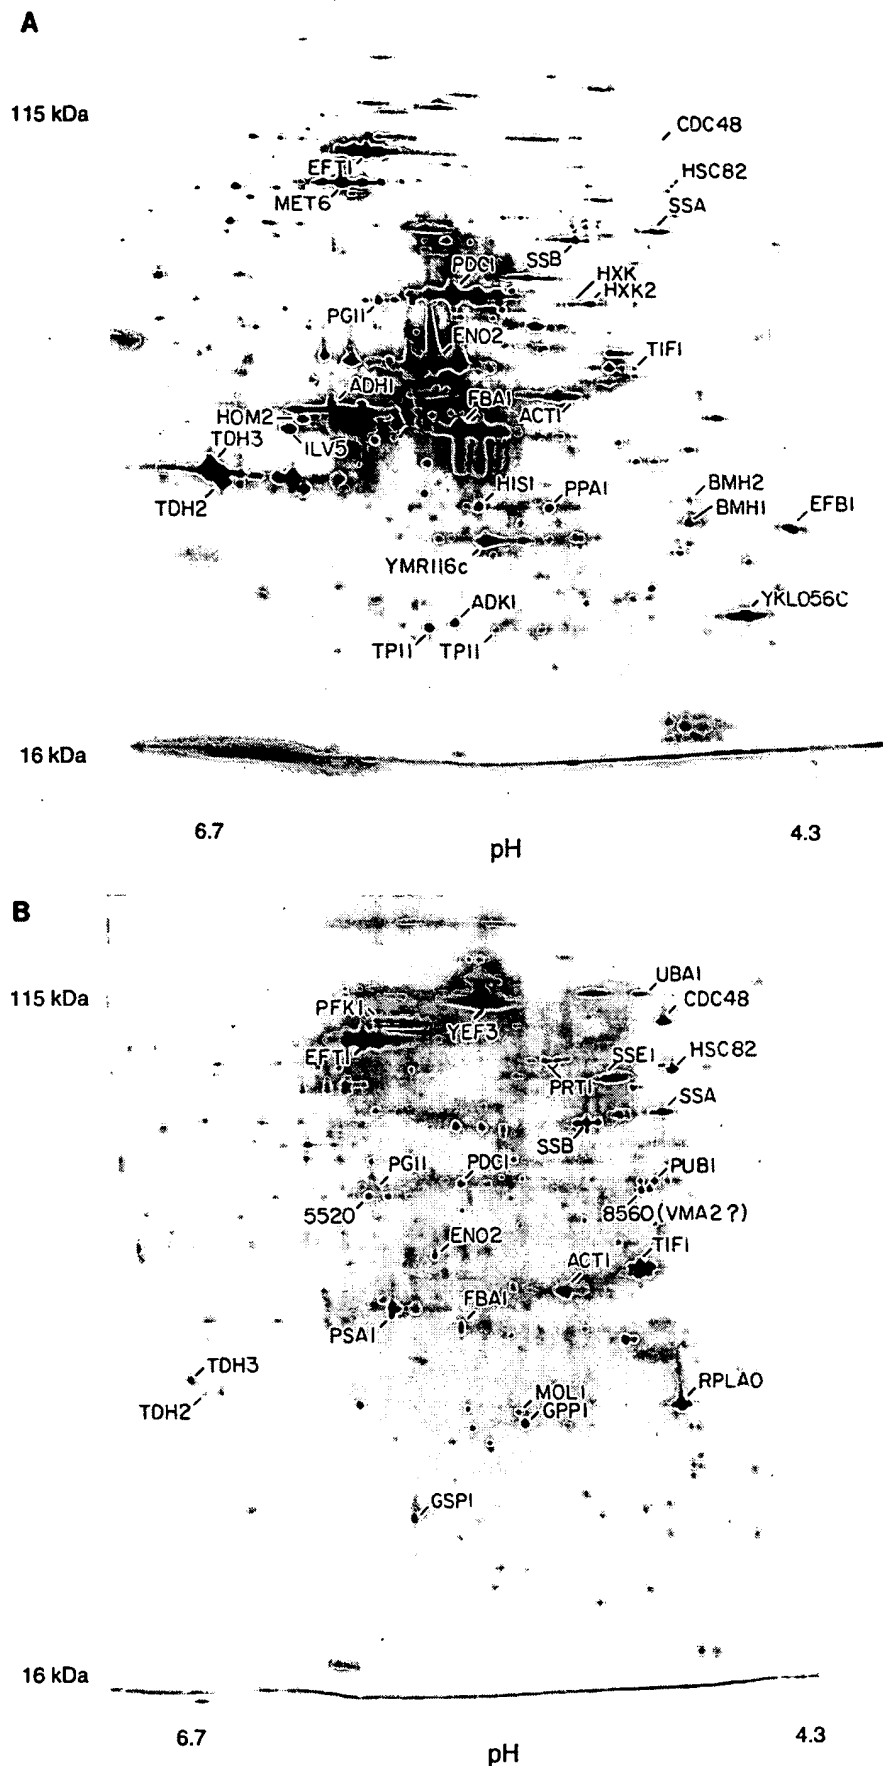 A
115 kDa
CDC48
EFT1
HSC82
MET6
SSA
SSB
PDC1
HXK
HXK2
PGI1
ENO2
TIF1
ADH1
FBA1
ACT1
HOM2
TDH3
ILV5
HIS1
PPA1
BMH2
BMH1
EFB1
TDH2
YMR116c
YKL056C
ADK1
TPI1
TPI1
16 kDa
6.7
4.3
pH
B
UBA1
115 kDa
CDC48
PFK1
YEF3
EFT1
SSE1
HSC82
PRT1
SSA
SSB
PGI1
PDC1
PUB1
5520
8560(VMA2?)
ENO2
TIF1
ACT1
FBA1
PSA1
TDH3
RPLA0
TDH2
MOL1
GPP1
GSP1
16 kDa
6.7
4.3
pH